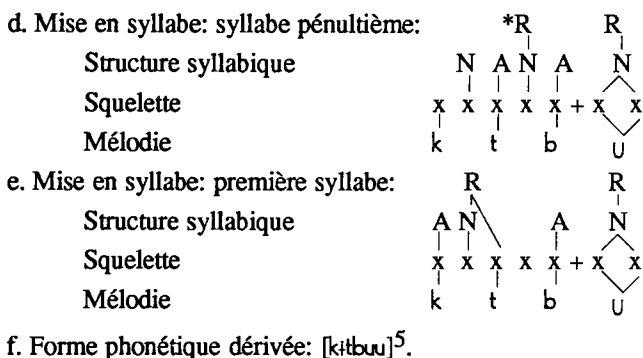 d. Mise en syllabe: syllabe pénultième: *R R
Structure syllabique N A N A N
Squelette x x x x x + x x
Mélodie k t b U
e. Mise en syllabe: première syllabe: R R
Structure syllabique A N A N
Squelette x x x x x + x x
Mélodie k t b U
f. Forme phonétique dérivée: [kɨtbuu]5.